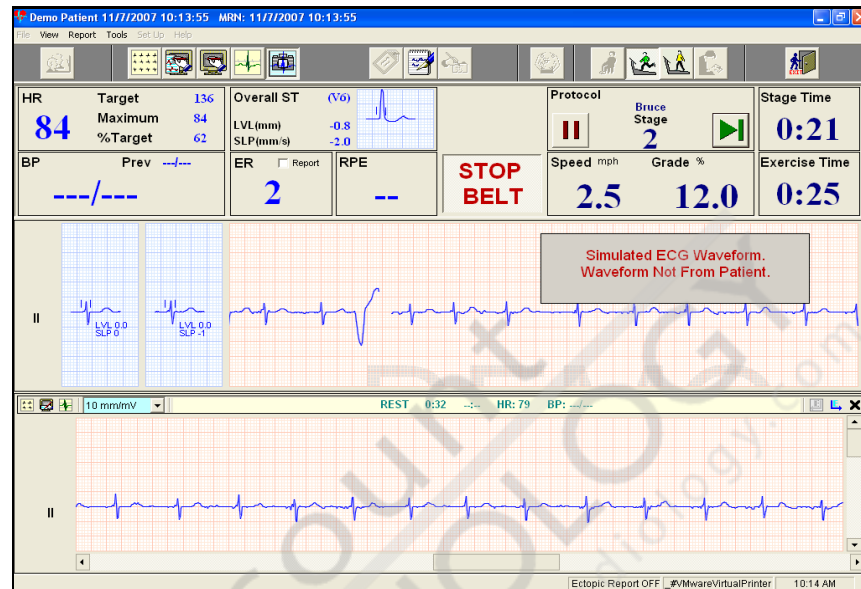 Demo Patient 11/7/2007 10:13:55 MRN: 11/7/2007 10:13:55
File View Report Tools Set Up Help
EXIT
HR
84
Target 136
Maximum 84
%Target 62
Overall ST (V6)
LVL(mm) -0.8
SLP(mm/s) -2.0
Protocol
Bruce
Stage
2
Stage Time
0:21
BP Prev ---/---
---/---
ER Report
2
RPE
--
STOP
BELT
Speed mph
2.5
Grade %
12.0
Exercise Time
0:25
Simulated ECG Waveform.
Waveform Not From Patient.
II
LVL 0.0
SLP 0
LVL 0.0
SLP -1
10 mm/mV
REST 0:32 --:-- HR: 79 BP: ---/---
II
Ectopic Report OFF _#VMwareVirtualPrinter 10:14 AM
ount
DIOLOGY
diology.com